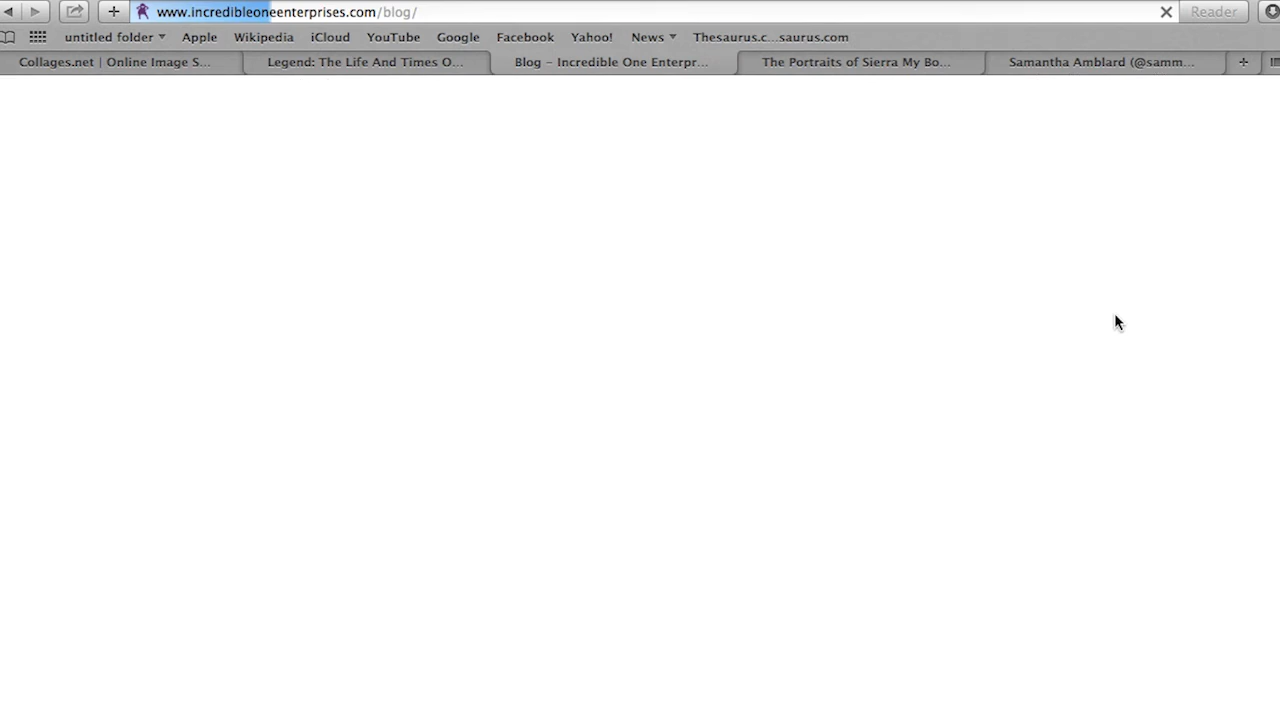 www.incredibleoneenterprises.com/blog/ Reader
untitled folder Apple Wikipedia iCloud YouTube Google Facebook Yahoo! News Thesaurus.c...saurus.com
Collages.net | Online Image S... Legend: The Life And Times O... Blog – Incredible One Enterpr... The Portraits of Sierra My Bo... Samantha Amblard (@samm...